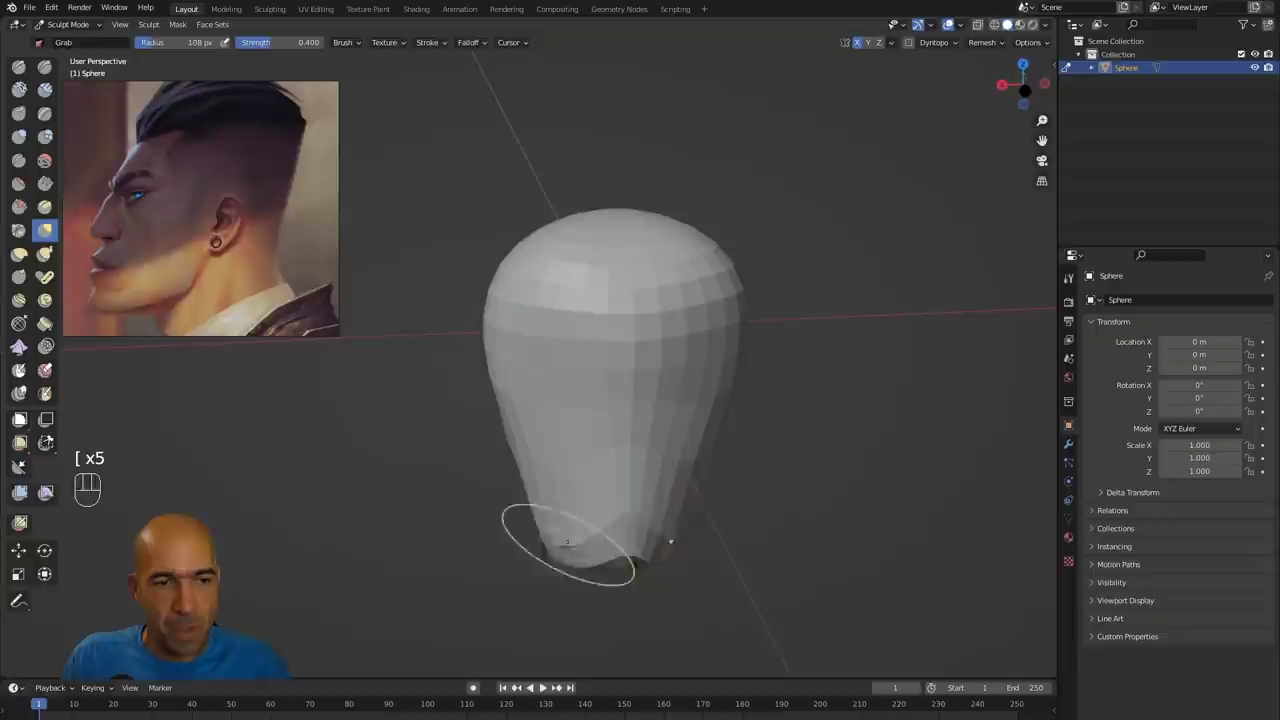 File Edit Render Window Help Layout Modeling Sculpting UV Editing Texture Paint Shading Animation Rendering Compositing Geometry Nodes Scripting Scene ViewLayer
Sculpt Mode View Sculpt Mask Face Sets
Grab Radius 108 px Strength 0.400 Brush Texture Stroke Falloff Cursor X Y Z Dyntopo Remesh Options
Scene Collection
Collection
Sphere
User Perspective
(1) Sphere
Z
X
[ x5
Sphere
Sphere
Transform
Location X 0 m
Y 0 m
Z 0 m
Rotation X 0°
Y 0°
Z 0°
Mode XYZ Euler
Scale X 1.000
Y 1.000
Z 1.000
Delta Transform
Relations
Collections
Instancing
Motion Paths
Visibility
Viewport Display
Line Art
Custom Properties
Playback Keying View Marker 1 Start 1 End 250
1 10 20 30 40 50 60 70 80 90 100 110 120 130 140 150 160 170 180 190 200 210 220 230 240 250